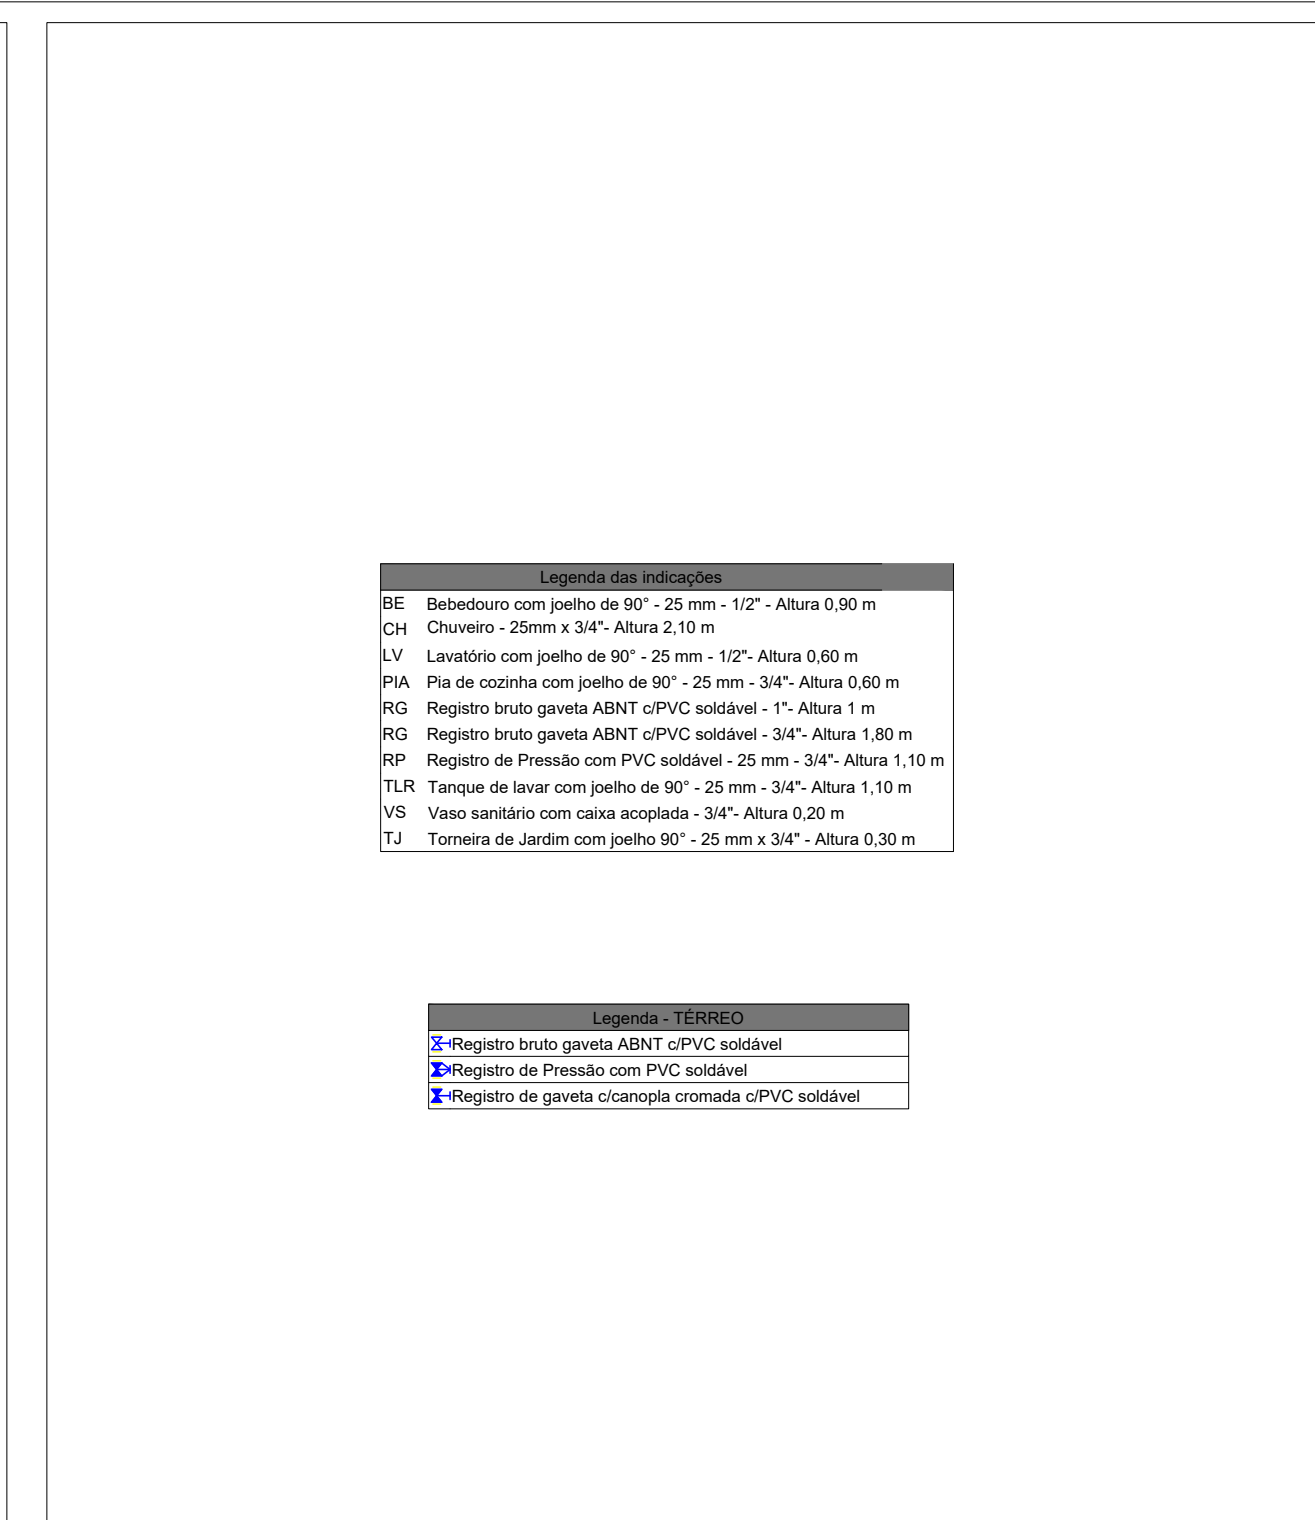 Legenda das indicações
BE Bebedouro com joelho de 90° - 25 mm - 1/2" - Altura 0,90 m
CH Chuveiro - 25mm x 3/4"- Altura 2,10 m
LV Lavatório com joelho de 90° - 25 mm - 1/2"- Altura 0,60 m
PIA Pia de cozinha com joelho de 90° - 25 mm - 3/4"- Altura 0,60 m
RG Registro bruto gaveta ABNT c/PVC soldável - 1"- Altura 1 m
RG Registro bruto gaveta ABNT c/PVC soldável - 3/4"- Altura 1,80 m
RP Registro de Pressão com PVC soldável - 25 mm - 3/4"- Altura 1,10 m
TLR Tanque de lavar com joelho de 90° - 25 mm - 3/4"- Altura 1,10 m
VS Vaso sanitário com caixa acoplada - 3/4"- Altura 0,20 m
TJ Torneira de Jardim com joelho 90° - 25 mm x 3/4" - Altura 0,30 m
Legenda - TÉRREO
Registro bruto gaveta ABNT c/PVC soldável
Registro de Pressão com PVC soldável
Registro de gaveta c/canopla cromada c/PVC soldável